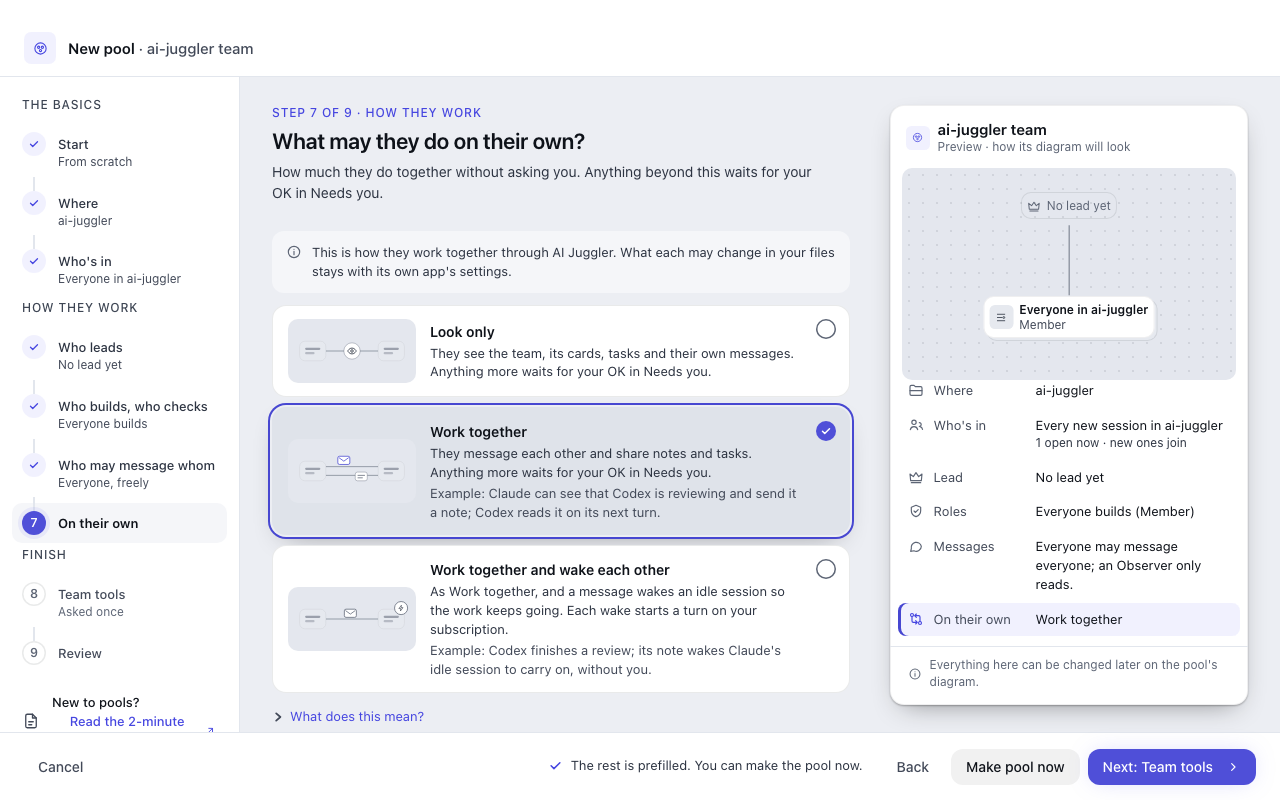 New pool · ai-juggler team
THE BASICS
Start
From scratch
Where
ai-juggler
Who's in
Everyone in ai-juggler
HOW THEY WORK
Who leads
No lead yet
Who builds, who checks
Everyone builds
Who may message whom
Everyone, freely
7
On their own
FINISH
8
Team tools
Asked once
9
Review
New to pools?
Read the 2-minute
STEP 7 OF 9 · HOW THEY WORK
What may they do on their own?
How much they do together without asking you. Anything beyond this waits for your
OK in Needs you.
This is how they work together through AI Juggler. What each may change in your files
stays with its own app's settings.
Look only
They see the team, its cards, tasks and their own messages.
Anything more waits for your OK in Needs you.
Work together
They message each other and share notes and tasks.
Anything more waits for your OK in Needs you.
Example: Claude can see that Codex is reviewing and send it
a note; Codex reads it on its next turn.
Work together and wake each other
As Work together, and a message wakes an idle session so
the work keeps going. Each wake starts a turn on your
subscription.
Example: Codex finishes a review; its note wakes Claude's
idle session to carry on, without you.
What does this mean?
ai-juggler team
Preview · how its diagram will look
No lead yet
Everyone in ai-juggler
Member
Where ai-juggler
Who's in Every new session in ai-juggler
1 open now · new ones join
Lead No lead yet
Roles Everyone builds (Member)
Messages Everyone may message
everyone; an Observer only
reads.
On their own Work together
Everything here can be changed later on the pool's
diagram.
Cancel
The rest is prefilled. You can make the pool now.
Back
Make pool now
Next: Team tools